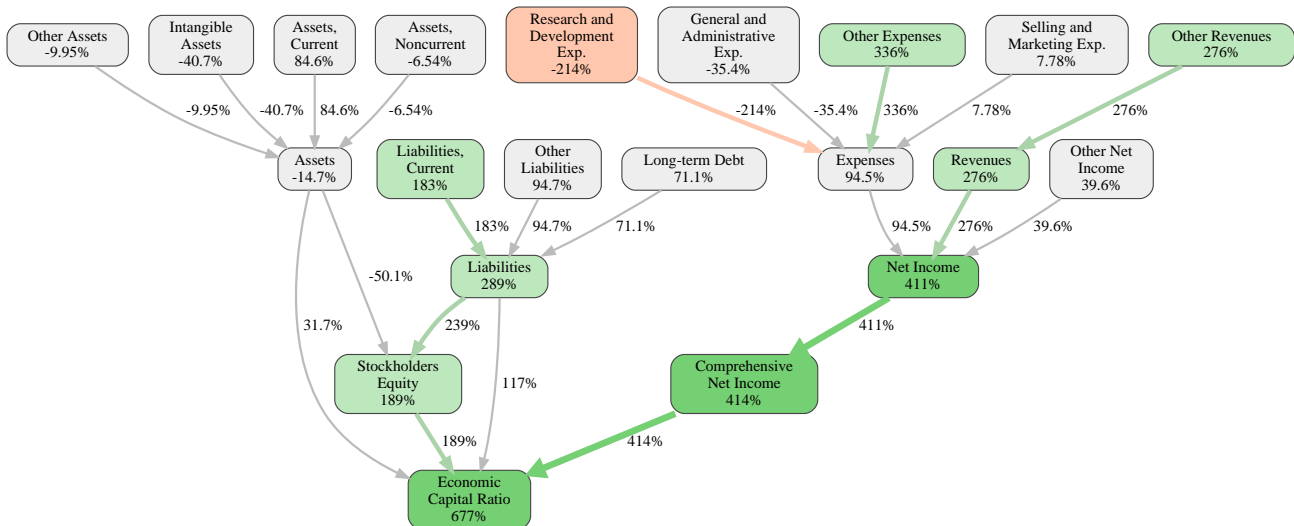 Other Assets
-9.95%
Intangible
Assets
-40.7%
Assets,
Current
84.6%
Assets,
Noncurrent
-6.54%
Research and
Development
Exp.
-214%
General and
Administrative
Exp.
-35.4%
Other Expenses
336%
Selling and
Marketing Exp.
7.78%
Other Revenues
276%
-9.95%
-40.7%
84.6%
-6.54%
-214%
-35.4%
336%
7.78%
276%
Assets
-14.7%
Liabilities,
Current
183%
Other
Liabilities
94.7%
Long-term Debt
71.1%
Expenses
94.5%
Revenues
276%
Other Net
Income
39.6%
183%
94.7%
71.1%
94.5%
276%
39.6%
-50.1%
Liabilities
289%
Net Income
411%
31.7%
239%
411%
Stockholders
Equity
189%
117%
Comprehensive
Net Income
414%
189%
414%
Economic
Capital Ratio
677%